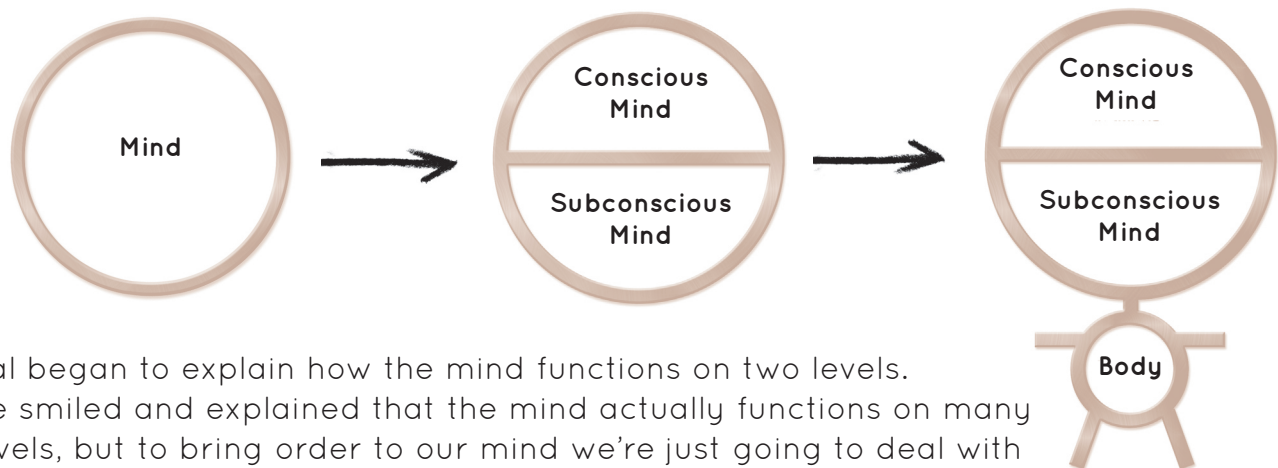 Mind
Conscious
Mind
Subconscious
Mind
Conscious
Mind
Subconscious
Mind
Body
began to explain how the mind functions on two levels.
smiled and explained that the mind actually functions on many
but to bring order to our mind we're just going to deal with